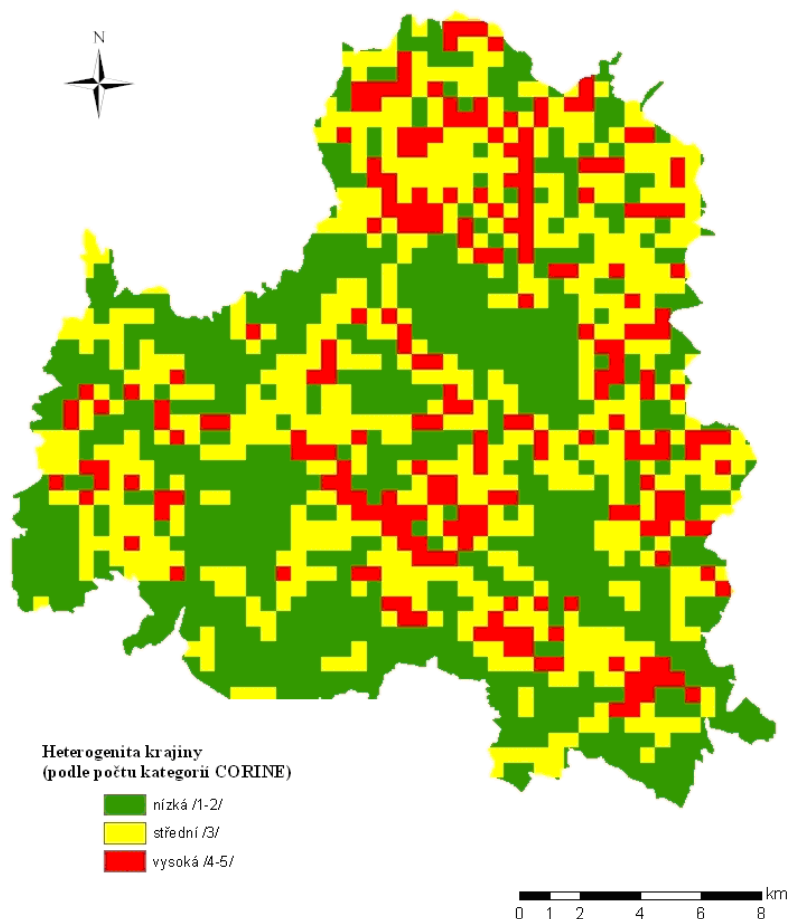 N
Heterogenita krajiny
(podle počtu kategorií CORINE)
nízká /1-2/
střední /3/
vysoká /4-5/
km
0 1 2 4 6 8